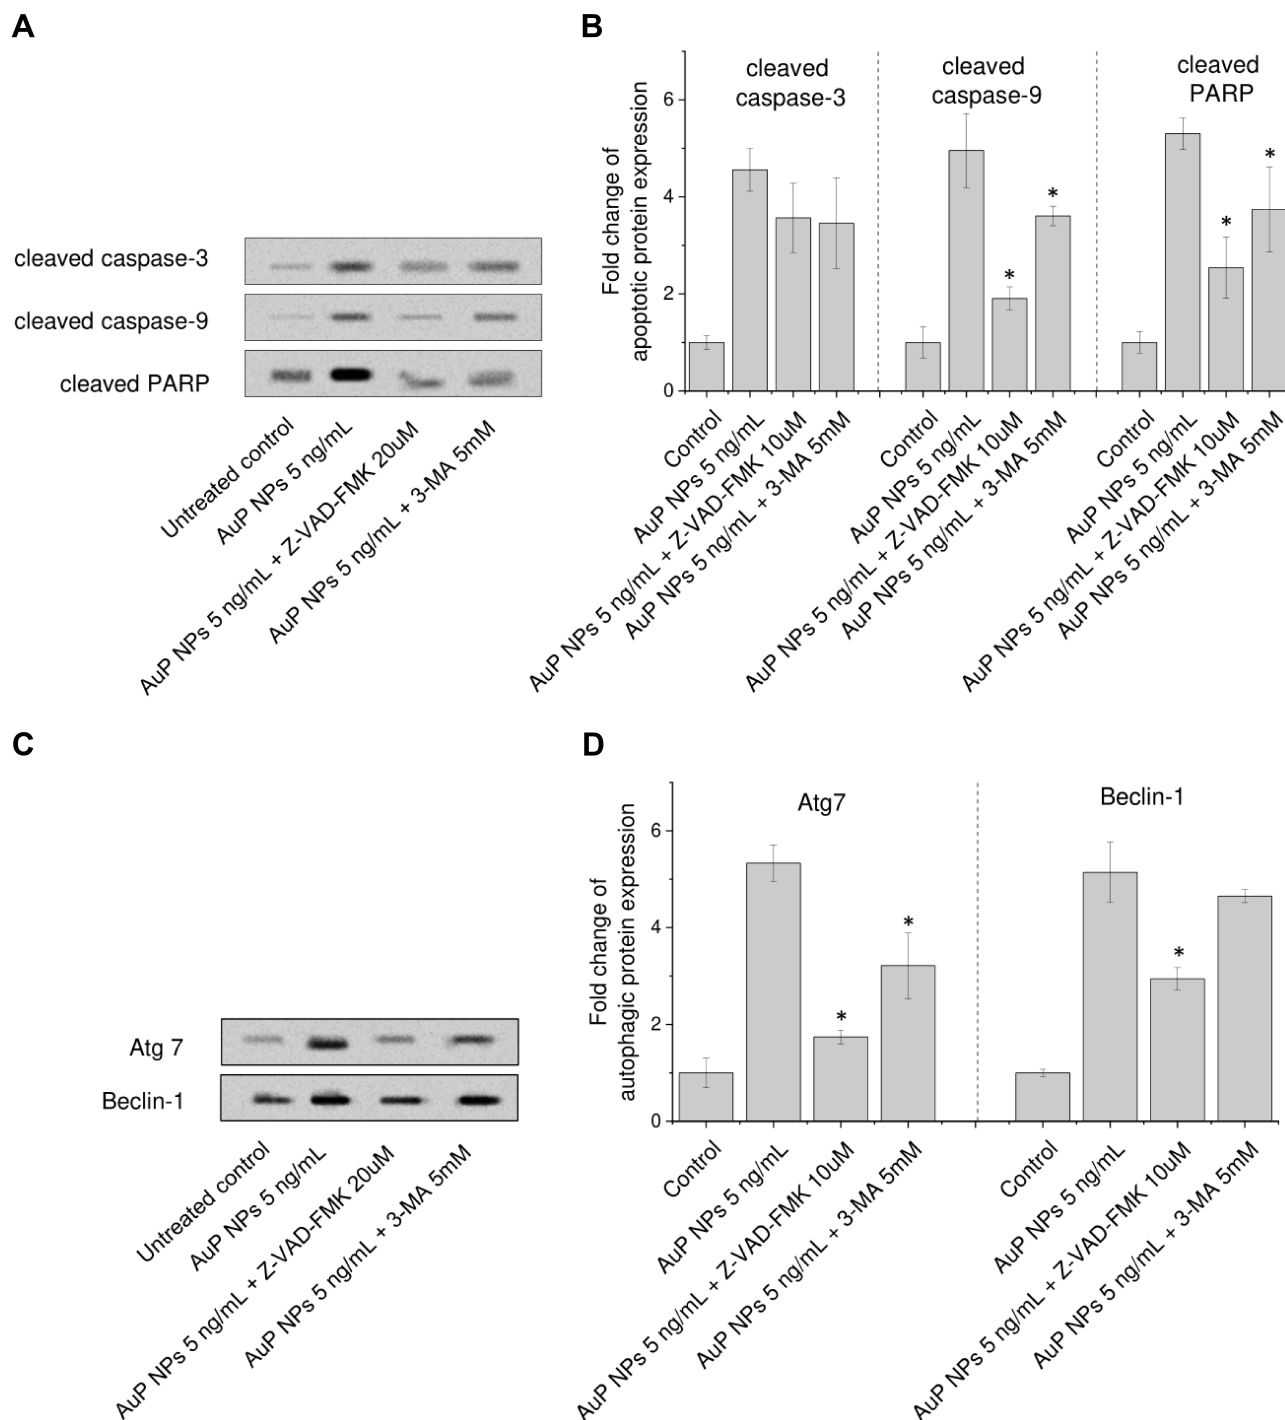 A
cleaved caspase-3
cleaved caspase-9
cleaved PARP
Untreated control
AuP NPs 5 ng/mL
AuP NPs 5 ng/mL + Z-VAD-FMK 20uM
AuP NPs 5 ng/mL + 3-MA 5mM
B
Fold change of
apoptotic protein expression
6
4
2
0
cleaved
caspase-3
cleaved
caspase-9
cleaved
PARP
*
*
*
*
Control
AuP NPs 5 ng/mL
AuP NPs 5 ng/mL + Z-VAD-FMK 10uM
AuP NPs 5 ng/mL + 3-MA 5mM
Control
AuP NPs 5 ng/mL
AuP NPs 5 ng/mL + Z-VAD-FMK 10uM
AuP NPs 5 ng/mL + 3-MA 5mM
Control
AuP NPs 5 ng/mL
AuP NPs 5 ng/mL + Z-VAD-FMK 10uM
AuP NPs 5 ng/mL + 3-MA 5mM
C
Atg 7
Beclin-1
Untreated control
AuP NPs 5 ng/mL
AuP NPs 5 ng/mL + Z-VAD-FMK 20uM
AuP NPs 5 ng/mL + 3-MA 5mM
D
Fold change of
autophagic protein expression
6
4
2
0
Atg7
Beclin-1
*
*
*
Control
AuP NPs 5 ng/mL
AuP NPs 5 ng/mL + Z-VAD-FMK 10uM
AuP NPs 5 ng/mL + 3-MA 5mM
Control
AuP NPs 5 ng/mL
AuP NPs 5 ng/mL + Z-VAD-FMK 10uM
AuP NPs 5 ng/mL + 3-MA 5mM